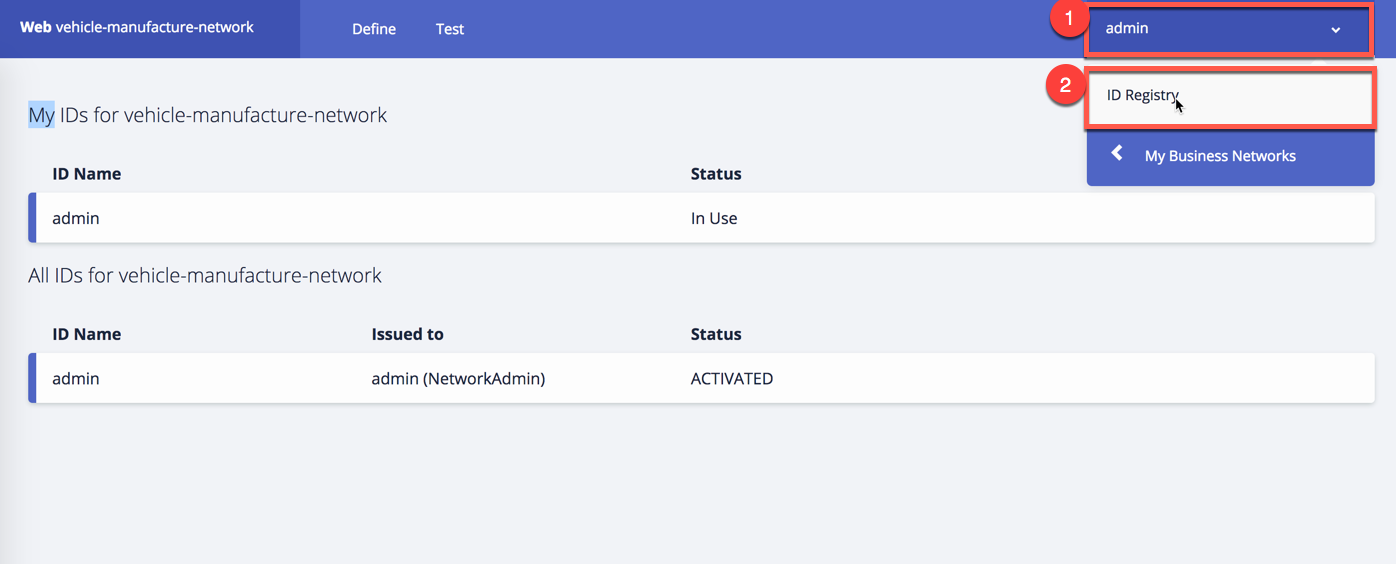 Web vehicle-manufacture-network Define Test 1 admin
2 ID Registry
My IDs for vehicle-manufacture-network
My Business Networks
ID Name Status
admin In Use
All IDs for vehicle-manufacture-network
ID Name Issued to Status
admin admin (NetworkAdmin) ACTIVATED